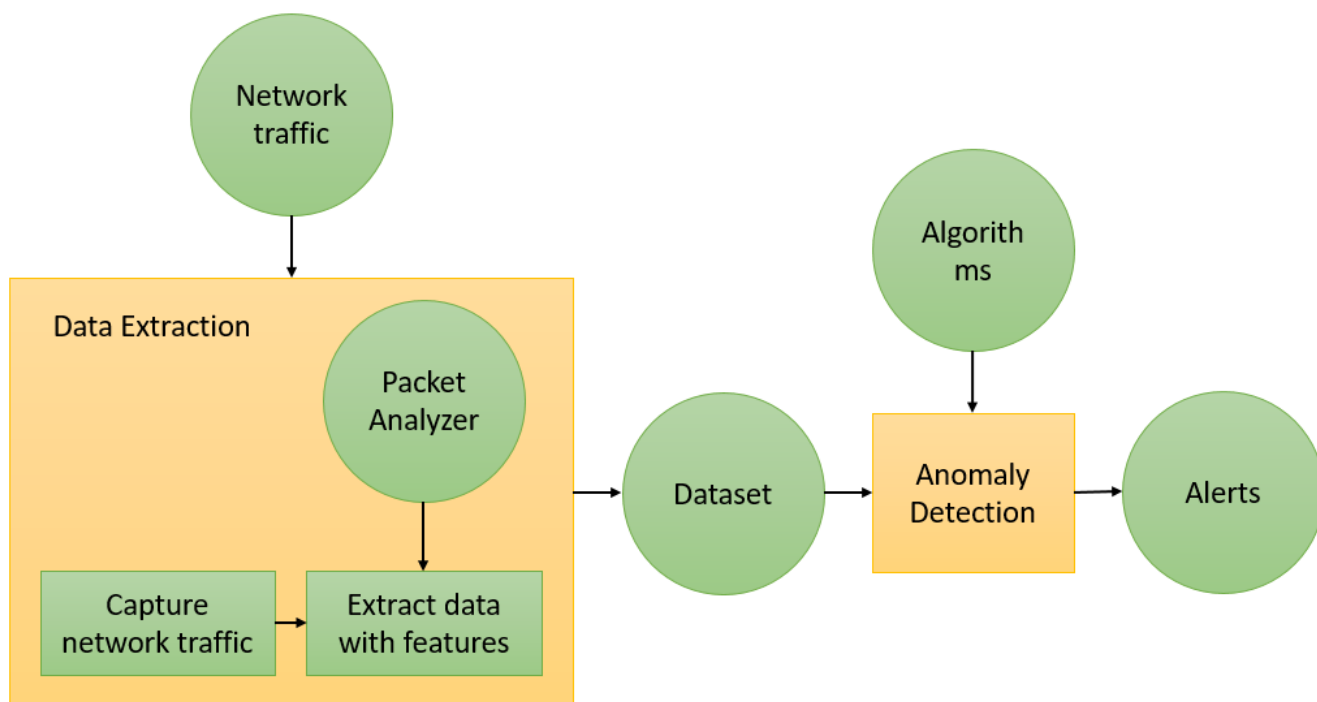 Network
traffic
Algorith
ms
Data Extraction
Packet
Analyzer
Dataset
Anomaly
Detection
Alerts
Capture
network traffic
Extract data
with features